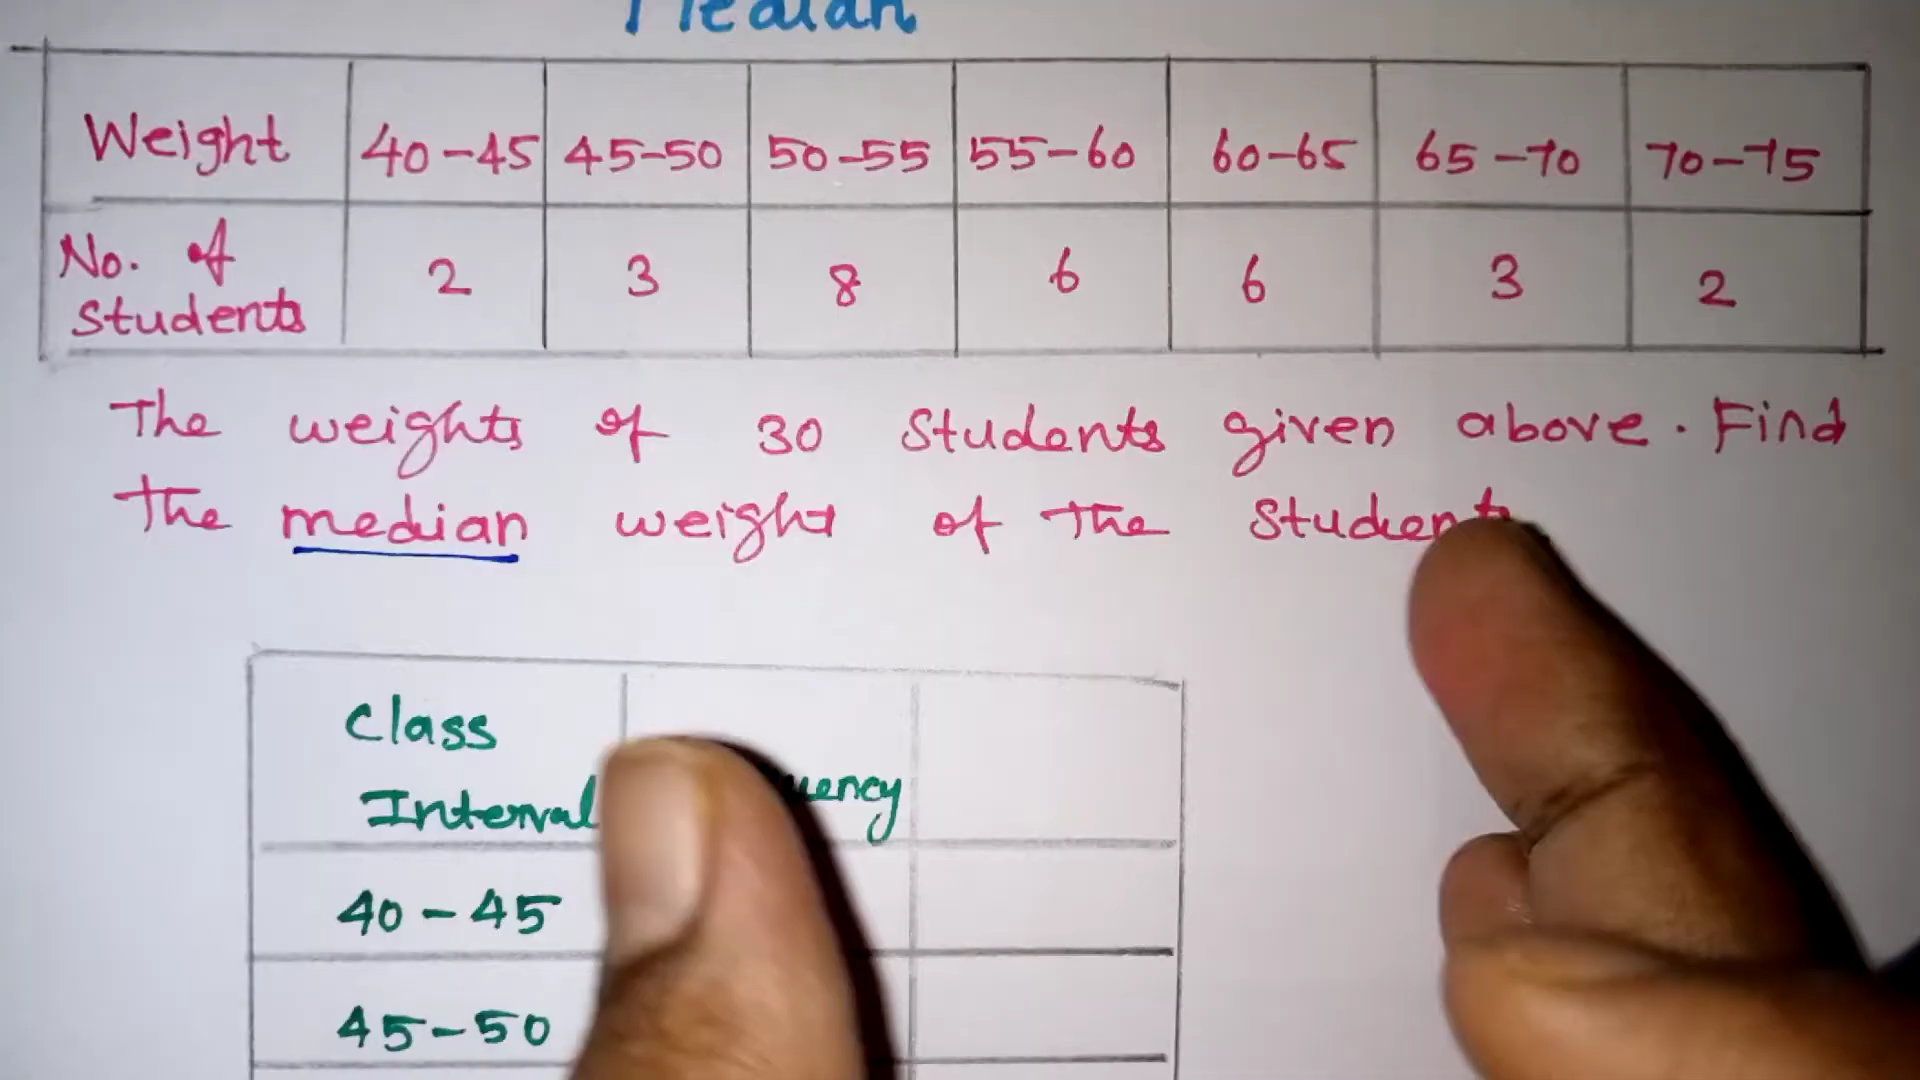 Median
Weight 40-45 45-50 50-55 55-60 60-65 65-70 70-75
No. of
Students 2 3 8 6 6 3 2
The weights of 30 Students given above. Find
The median weight of the Student
Class
Interval
40-45
45-50